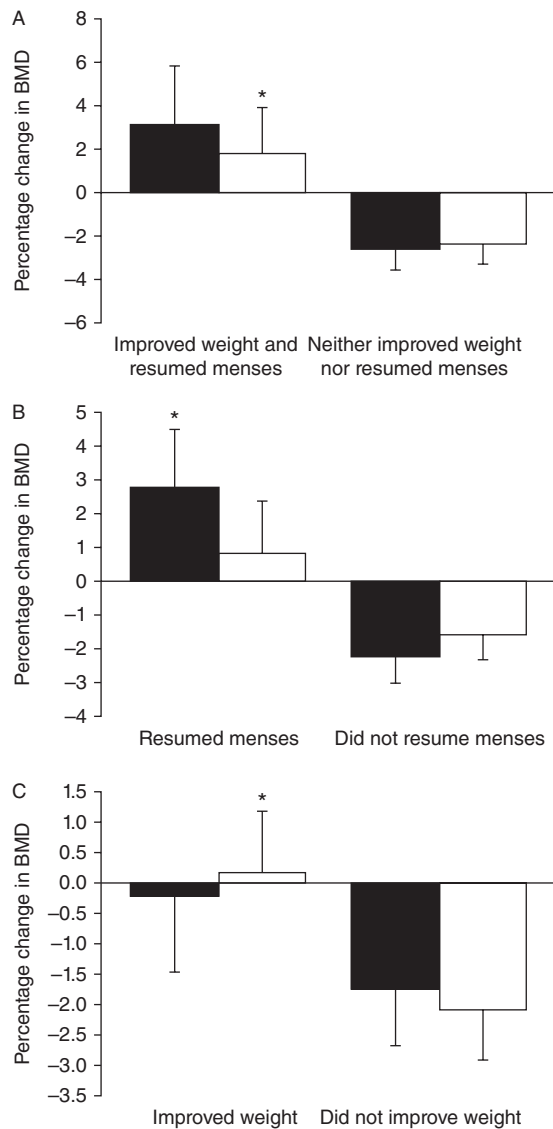 A
Percentage change in BMD
8
6
4
2
0
–2
–4
–6
*
Improved weight and
resumed menses
Neither improved weight
nor resumed menses
B
Percentage change in BMD
5
4
3
2
1
0
–1
–2
–3
–4
*
Resumed menses
Did not resume menses
C
Percentage change in BMD
1.5
1.0
0.5
0.0
–0.5
–1.0
–1.5
–2.0
–2.5
–3.0
–3.5
*
Improved weight
Did not improve weight